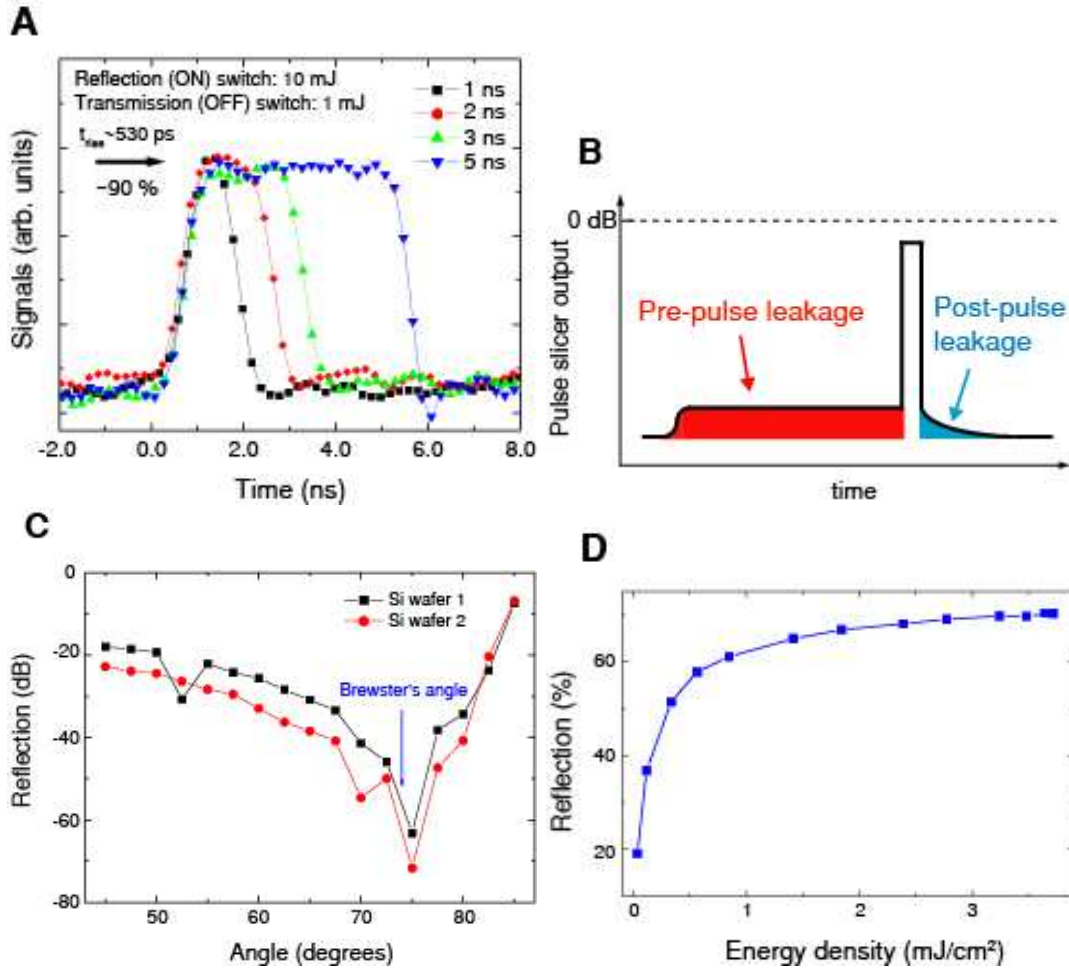 A
Reflection (ON) switch: 10 mJ
Transmission (OFF) switch: 1 mJ
t_rise~530 ps
~90 %
1 ns
2 ns
3 ns
5 ns
Signals (arb. units)
-2.0 0.0 2.0 4.0 6.0 8.0
Time (ns)
B
0 dB
Pulse slicer output
Pre-pulse leakage
Post-pulse
leakage
time
C
0
-20
-40
-60
-80
Reflection (dB)
Si wafer 1
Si wafer 2
Brewster's angle
50 60 70 80
Angle (degrees)
D
60
40
20
Reflection (%)
0 1 2 3
Energy density (mJ/cm²)